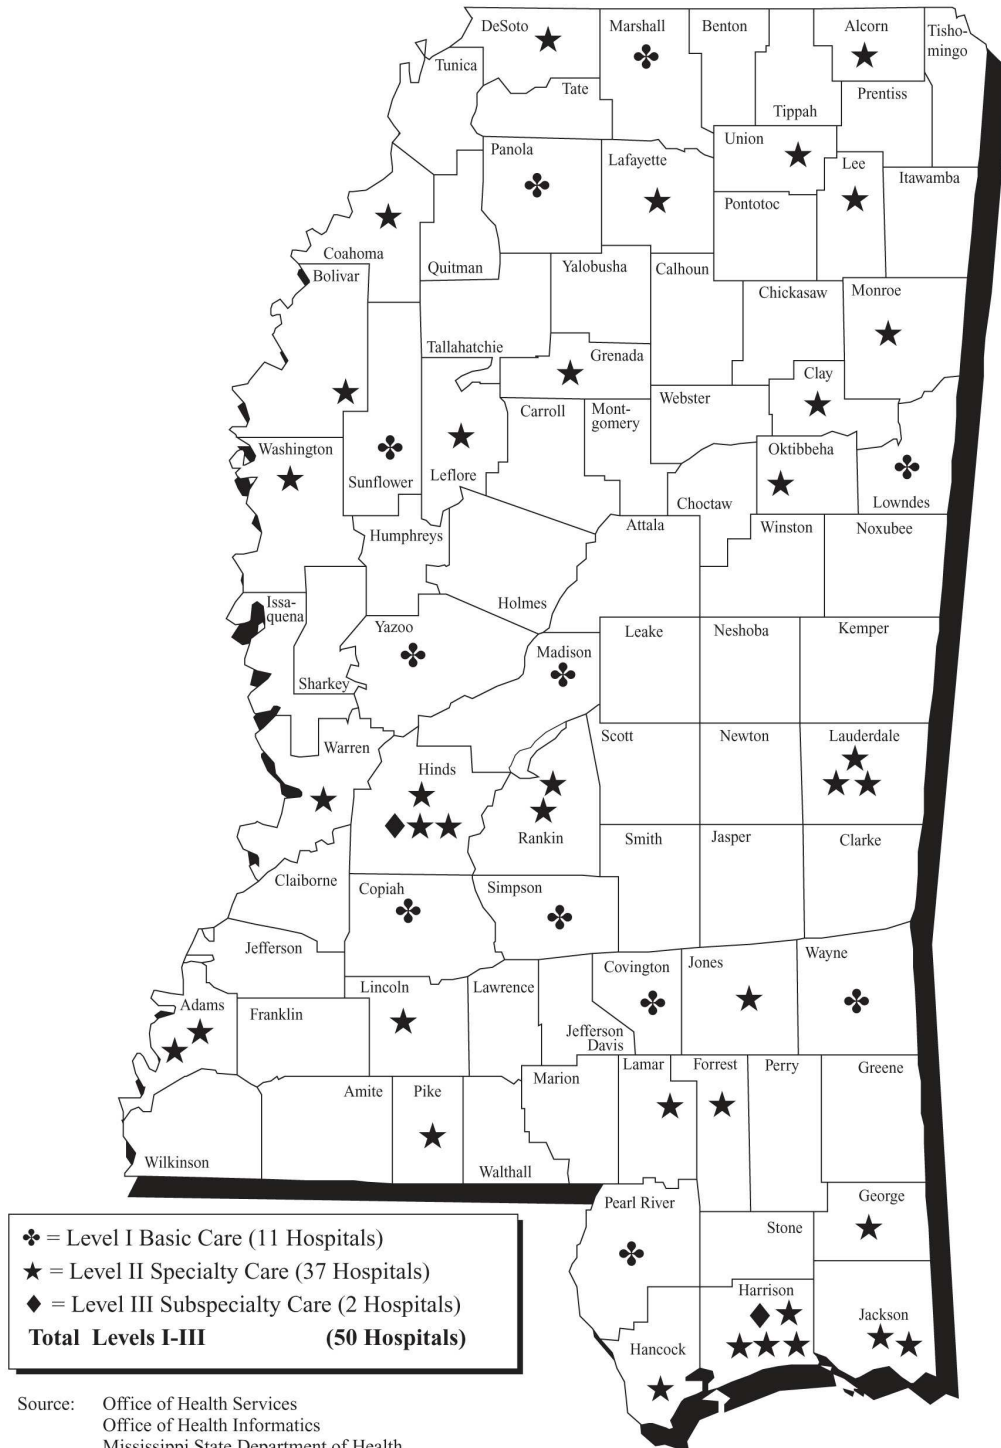 DeSoto
Marshall
Benton
Alcorn
Tisho-
mingo
Tunica
Tate
Prentiss
Tippah
Union
Panola
Lafayette
Lee
Itawamba
Pontotoc
Coahoma
Quitman
Yalobusha
Calhoun
Bolivar
Chickasaw
Monroe
Tallahatchie
Grenada
Clay
Carroll
Mont-
gomery
Webster
Washington
Oktibbeha
Sunflower
Leflore
Choctaw
Lowndes
Humphreys
Attala
Winston
Noxubee
Issa-
quena
Holmes
Yazoo
Leake
Neshoba
Kemper
Madison
Sharkey
Scott
Newton
Lauderdale
Warren
Hinds
Rankin
Smith
Jasper
Clarke
Claiborne
Copiah
Simpson
Jefferson
Covington
Jones
Wayne
Adams
Franklin
Lincoln
Lawrence
Jefferson
Davis
Marion
Lamar
Forrest
Perry
Greene
Amite
Pike
Wilkinson
Walthall
Pearl River
George
Stone
Harrison
Jackson
Hancock
✤ = Level I Basic Care (11 Hospitals)
★ = Level II Specialty Care (37 Hospitals)
♦ = Level III Subspecialty Care (2 Hospitals)
Total Levels I-III (50 Hospitals)
Source: Office of Health Services
Office of Health Informatics
Mississippi State Department of Health